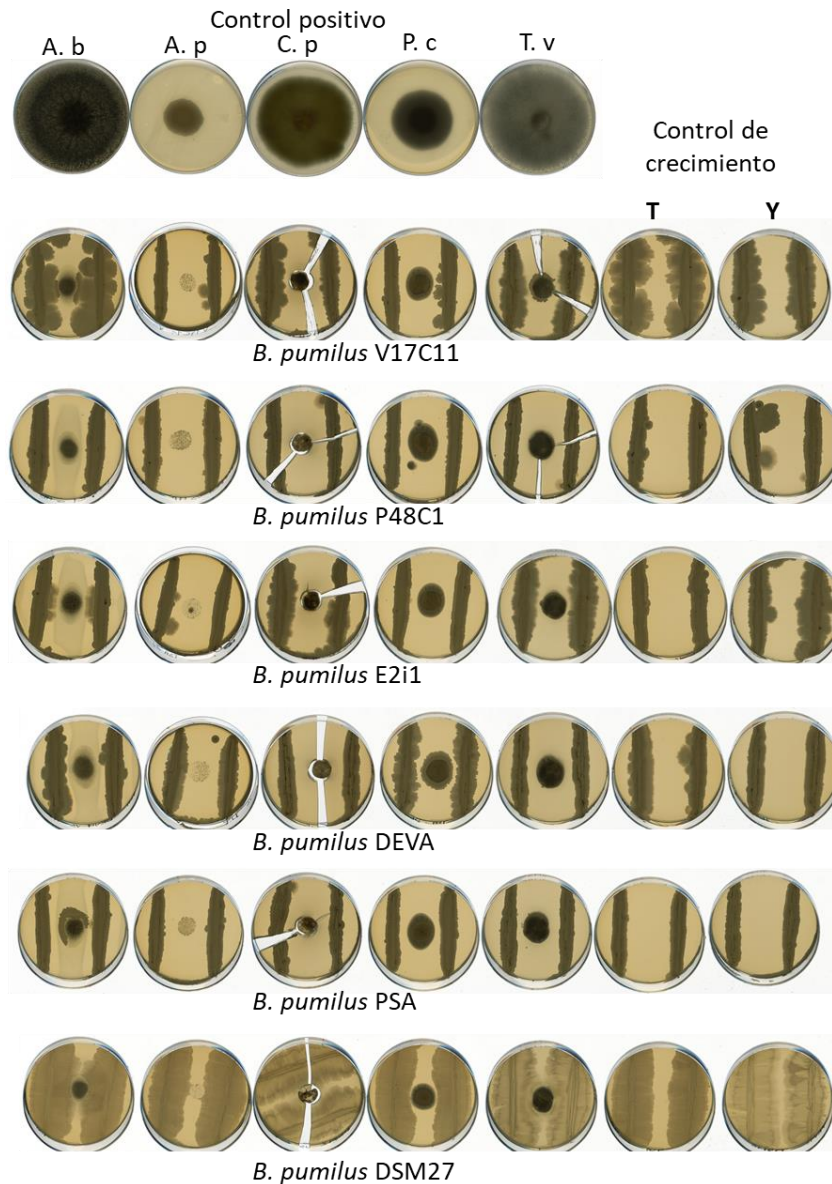 Control positivo
A. b A. p C. p P. c T. v
Control de
crecimiento
T Y
B. pumilus V17C11
B. pumilus P48C1
B. pumilus E2i1
B. pumilus DEVA
B. pumilus PSA
B. pumilus DSM27